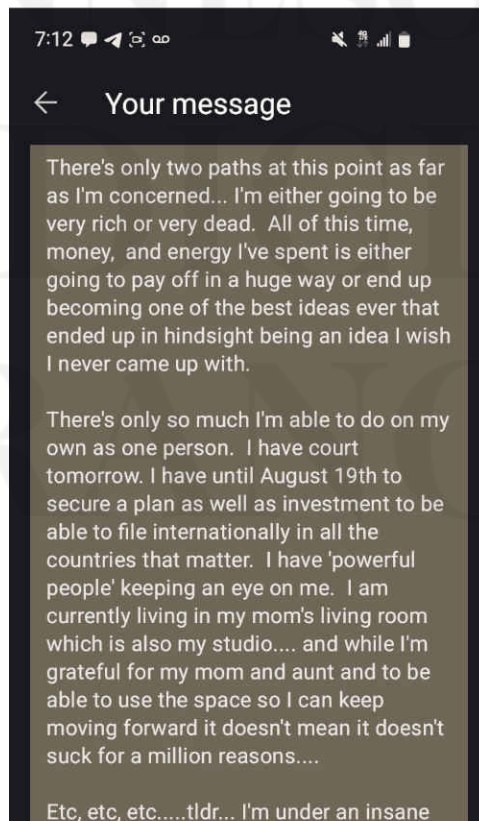 7:12
Your message
There's only two paths at this point as far
as I'm concerned... I'm either going to be
very rich or very dead.  All of this time,
money,  and energy I've spent is either
going to pay off in a huge way or end up
becoming one of the best ideas ever that
ended up in hindsight being an idea I wish
I never came up with.
There's only so much I'm able to do on my
own as one person.  I have court
tomorrow. I have until August 19th to
secure a plan as well as investment to be
able to file internationally in all the
countries that matter.  I have 'powerful
people' keeping an eye on me.  I am
currently living in my mom's living room
which is also my studio.... and while I'm
grateful for my mom and aunt and to be
able to use the space so I can keep
moving forward it doesn't mean it doesn't
suck for a million reasons....
Etc, etc, etc.....tldr... I'm under an insane